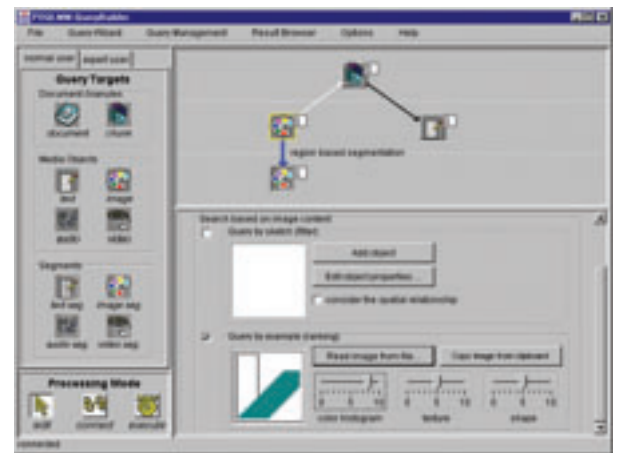 POQL-MM QueryBuilder
File Query Wizard Query Management Result Browser Options Help
normal user expert user
Query Targets
Document Granules
document chunk
Media Objects
text image
audio video
Segments
text seg image seg
audio seg video seg
Processing Mode
edit connect execute
connected
region based segmentation
Search based on image content
Query by sketch (filter)
Add object
Edit object properties ...
consider the spatial relationship
Query by example (ranking)
Read image from file... Copy image from clipboard
0 5 10 0 5 10 0 5 10
color histogram texture shape